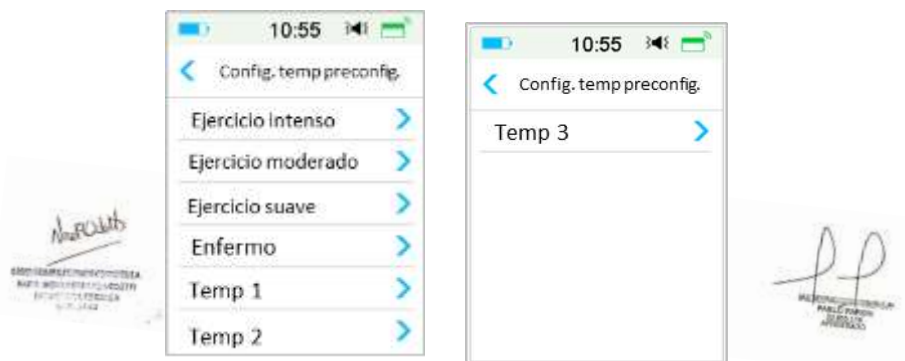 10:55
Config. temp preconfig.
Ejercicio intenso
Ejercicio moderado
Ejercicio suave
Enfermo
Temp 1
Temp 2
10:55
Config. temp preconfig.
Temp 3